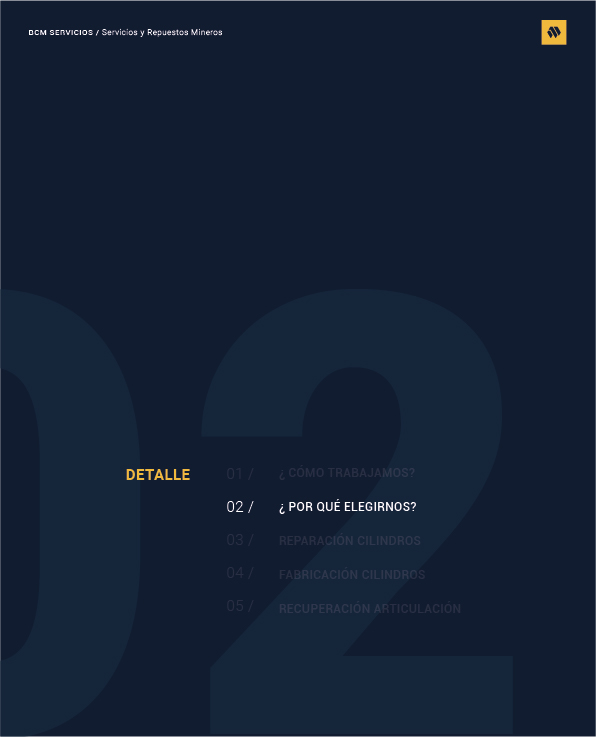 BCM SERVICIOS / Servicios y Repuestos Mineros
02
DETALLE
01 / ¿ CÓMO TRABAJAMOS?
02 / ¿ POR QUÉ ELEGIRNOS?
03 / REPARACIÓN CILINDROS
04 / FABRICACIÓN CILINDROS
05 / RECUPERACIÓN ARTICULACIÓN